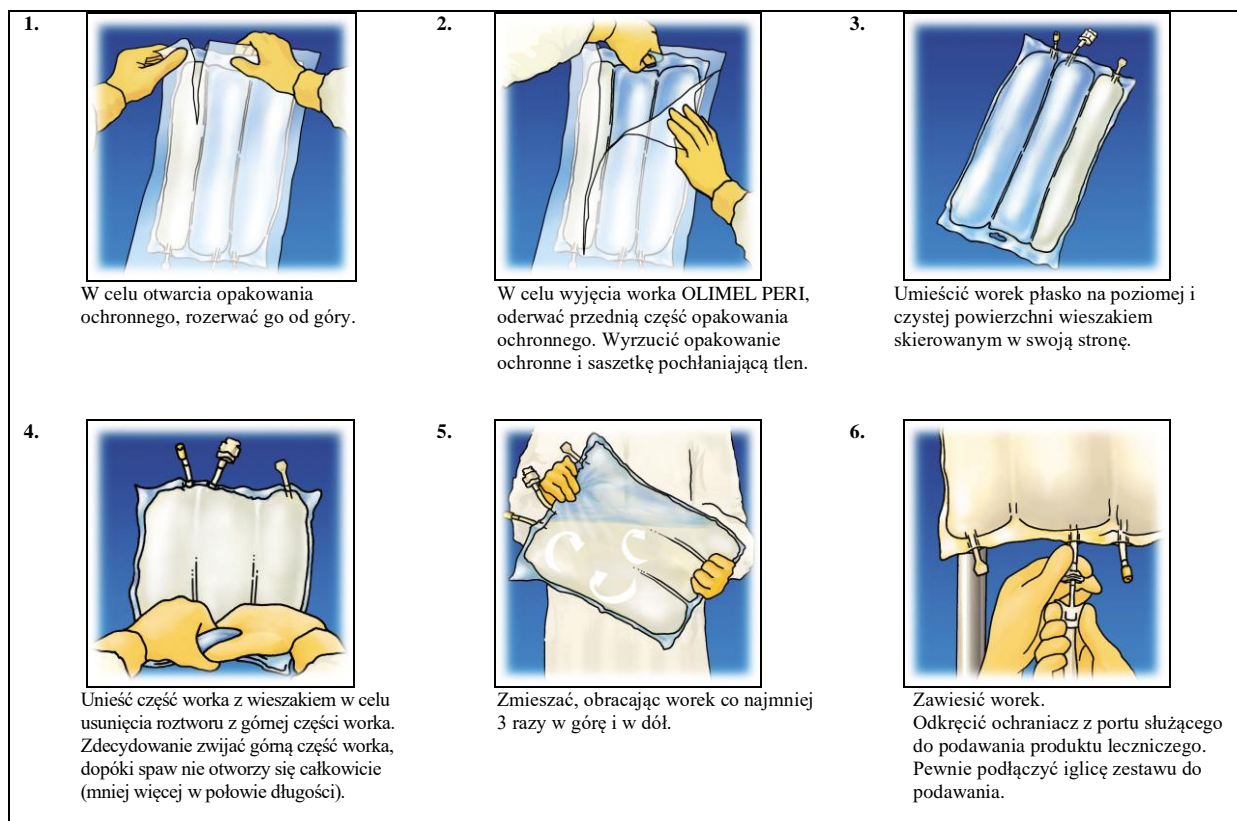 1.
W celu otwarcia opakowania
ochronnego, rozerwać go od góry.
2.
W celu wyjęcia worka OLIMEL PERI,
oderwać przednią część opakowania
ochronnego. Wyrzucić opakowanie
ochronne i saszetkę pochłaniającą tlen.
3.
Umieścić worek płasko na poziomej i
czystej powierzchni wieszakiem
skierowanym w swoją stronę.
4.
Unieść część worka z wieszakiem w celu
usunięcia roztworu z górnej części worka.
Zdecydowanie zwijać górną część worka,
dopóki spaw nie otworzy się całkowicie
(mniej więcej w połowie długości).
5.
Zmieszać, obracając worek co najmniej
3 razy w górę i w dół.
6.
Zawiesić worek.
Odkręcić ochraniacz z portu służącego
do podawania produktu leczniczego.
Pewnie podłączyć iglicę zestawu do
podawania.